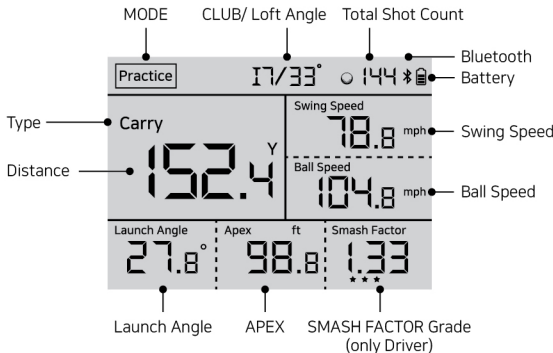 MODE CLUB/ Loft Angle Total Shot Count
Bluetooth
Battery
Practice I7/33° 144
Type
Carry
Distance
152.4 Y
Swing Speed
78.8 mph
Swing Speed
Ball Speed
104.8 mph
Ball Speed
Launch Angle
27.8°
Apex ft
98.8
Smash Factor
1.33
Launch Angle APEX SMASH FACTOR Grade
(only Driver)